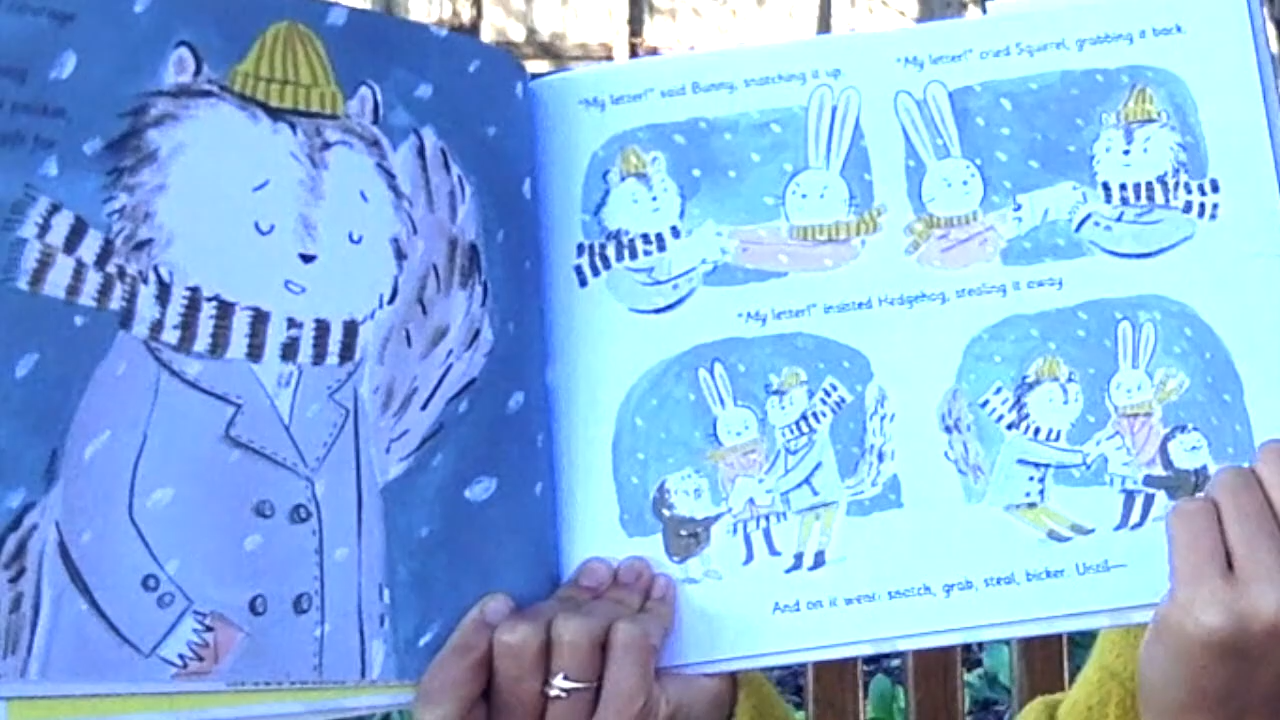 courage
"My letter!" said Bunny, snatching it up.
"My letter!" cried Squirrel, grabbing it back.
"My letter!" insisted Hedgehog, stealing it away.
And on it went: snatch, grab, steal, bicker. Until—